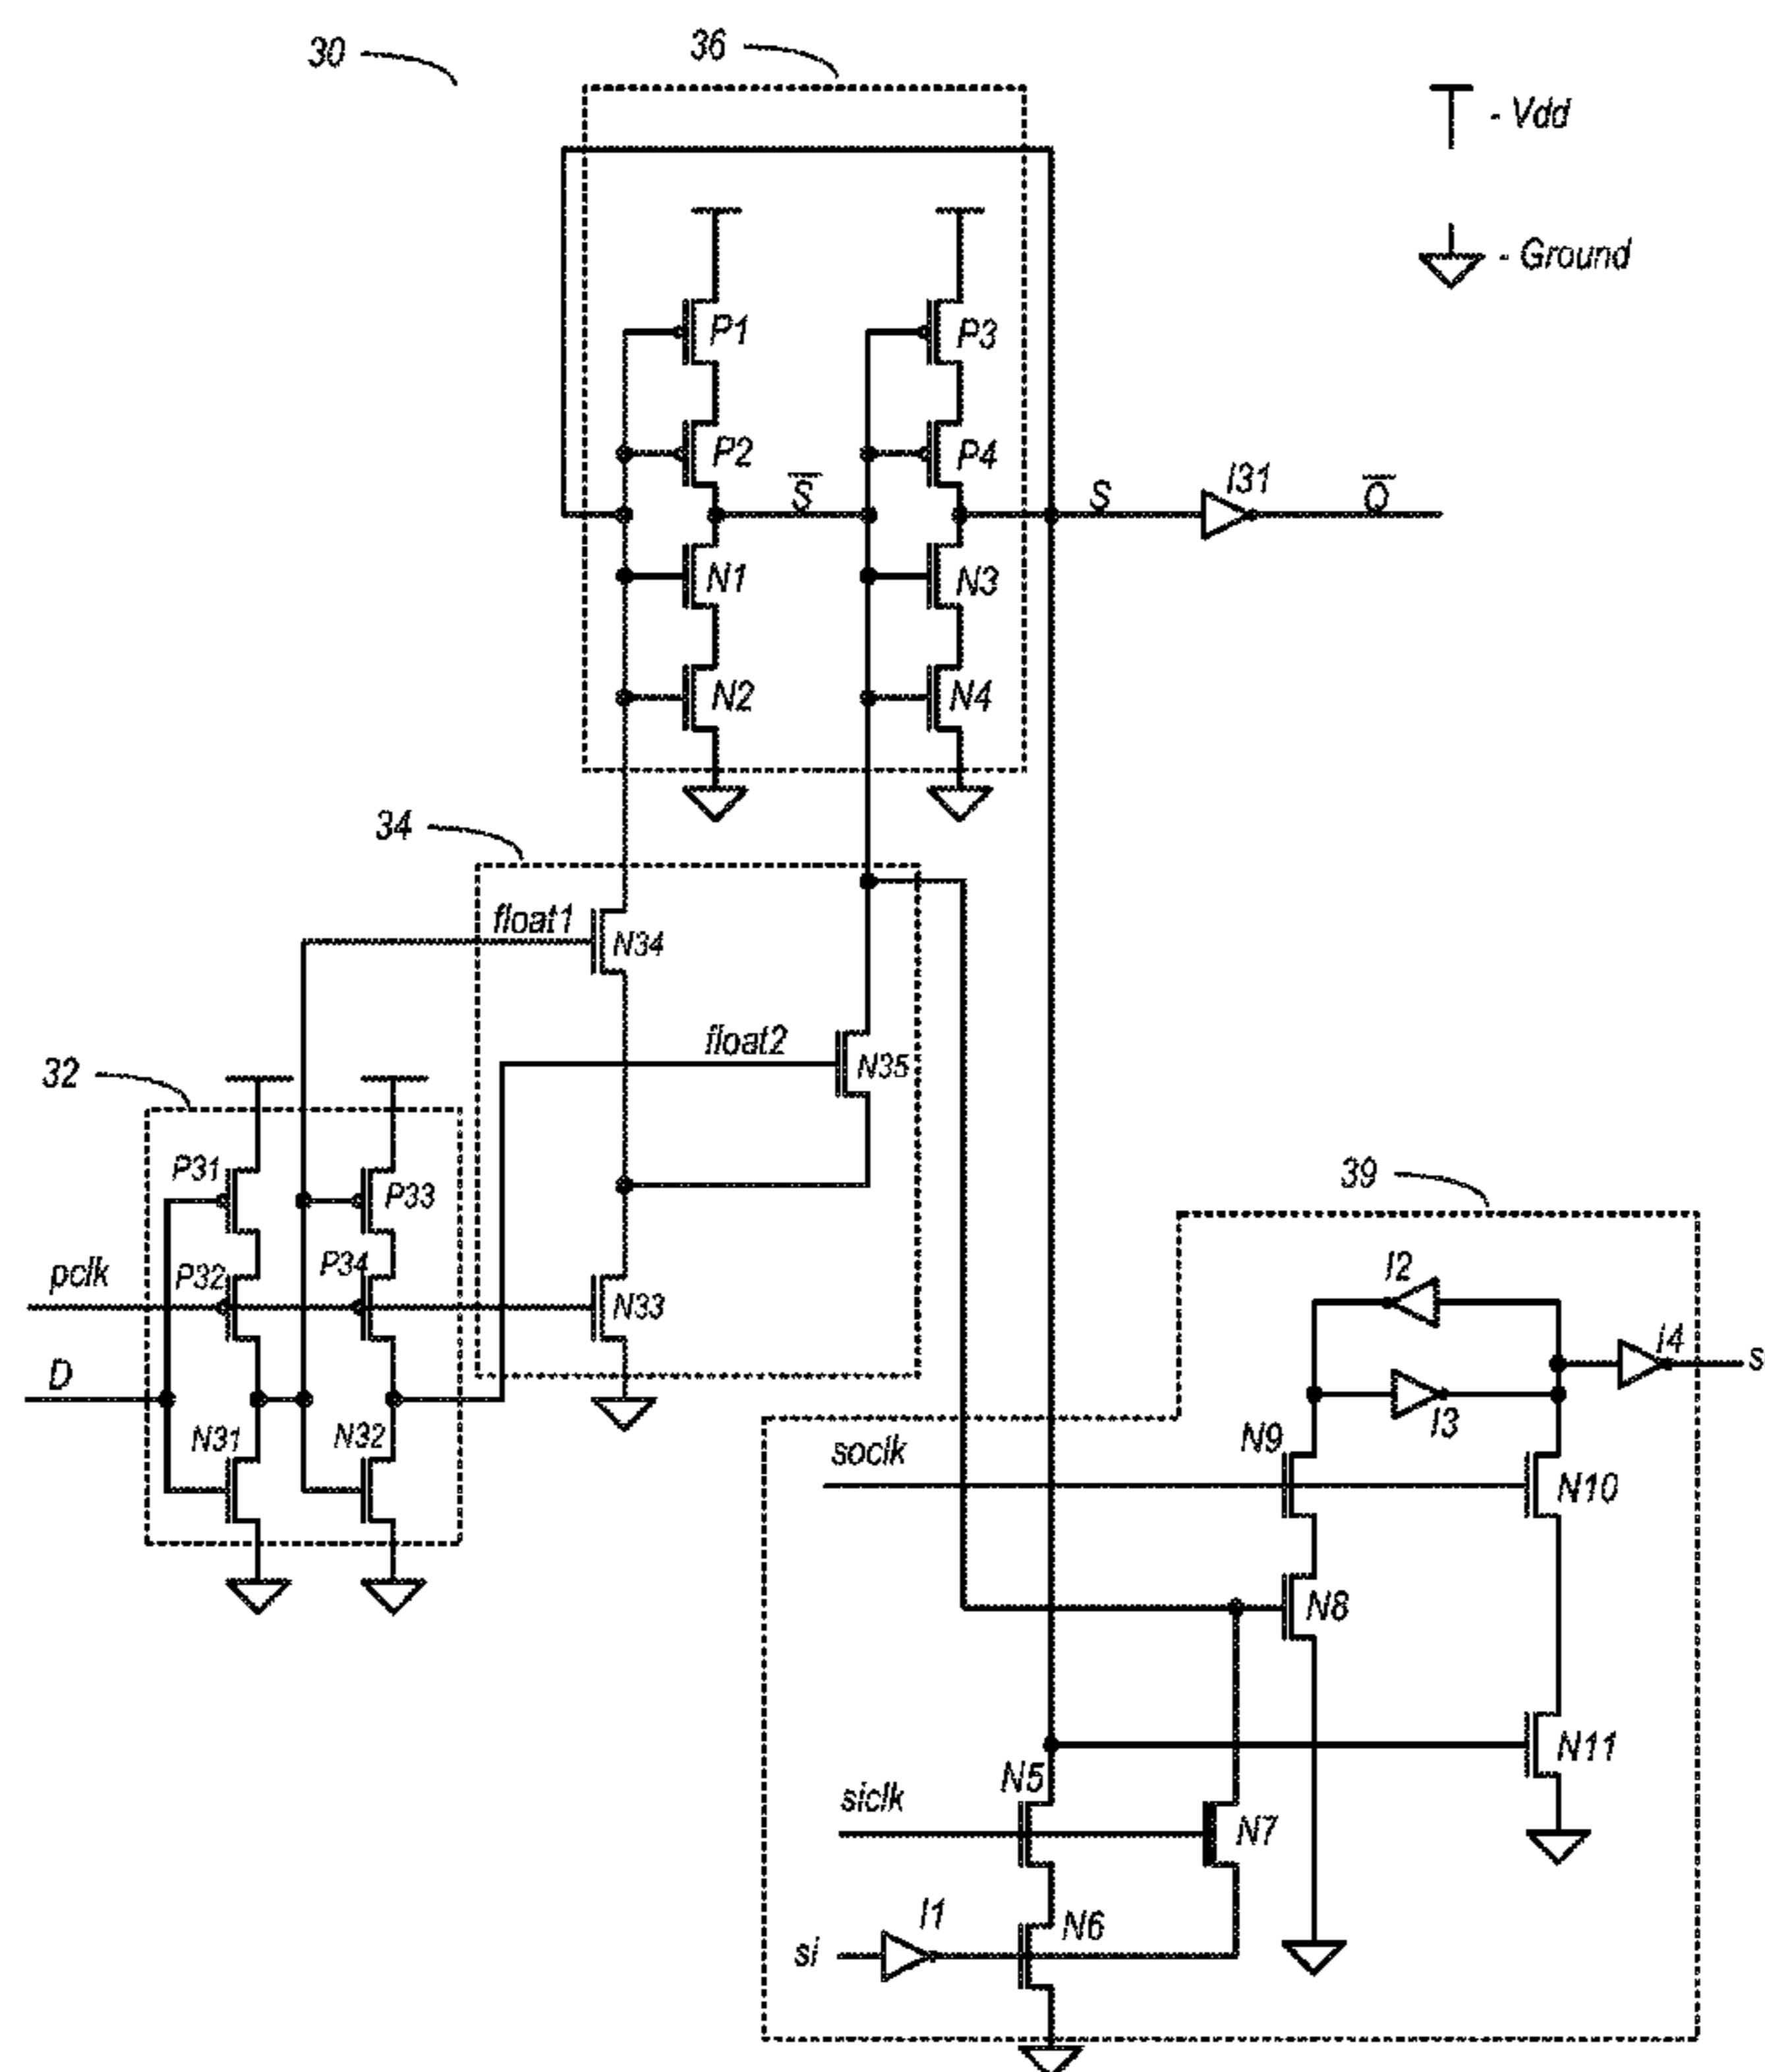 30
36
- Vdd
- Ground
P1
P3
P2
P4
S̅
S
I31
Q̅
N1
N3
N2
N4
34
float1
N34
float2
N35
32
P31
P33
pclk
P32
P34
N33
D
N31
N32
39
I2
I4
s
I3
N9
soclk
N10
N8
N11
N5
siclk
N7
I1
N6
si